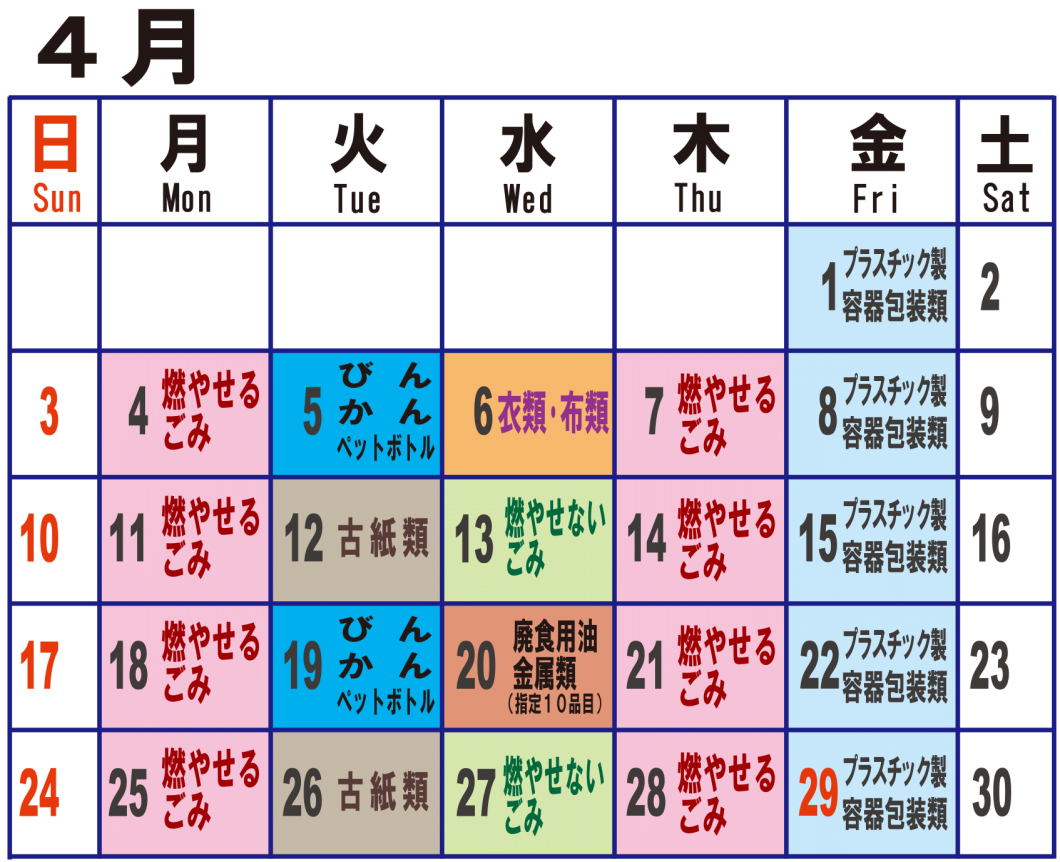 ４月
日 月 火 水 木 金 土
Sun Mon Tue Wed Thu Fri Sat
1 プラスチック製
容器包装類
2
3
4 燃やせる
ごみ
5 びん
かん
ペットボトル
6 衣類・布類
7 燃やせる
ごみ
8 プラスチック製
容器包装類
9
10
11 燃やせる
ごみ
12 古紙類
13 燃やせない
ごみ
14 燃やせる
ごみ
15 プラスチック製
容器包装類
16
17
18 燃やせる
ごみ
19 びん
かん
ペットボトル
20 廃食用油
金属類
（指定１０品目）
21 燃やせる
ごみ
22 プラスチック製
容器包装類
23
24
25 燃やせる
ごみ
26 古紙類
27 燃やせない
ごみ
28 燃やせる
ごみ
29 プラスチック製
容器包装類
30